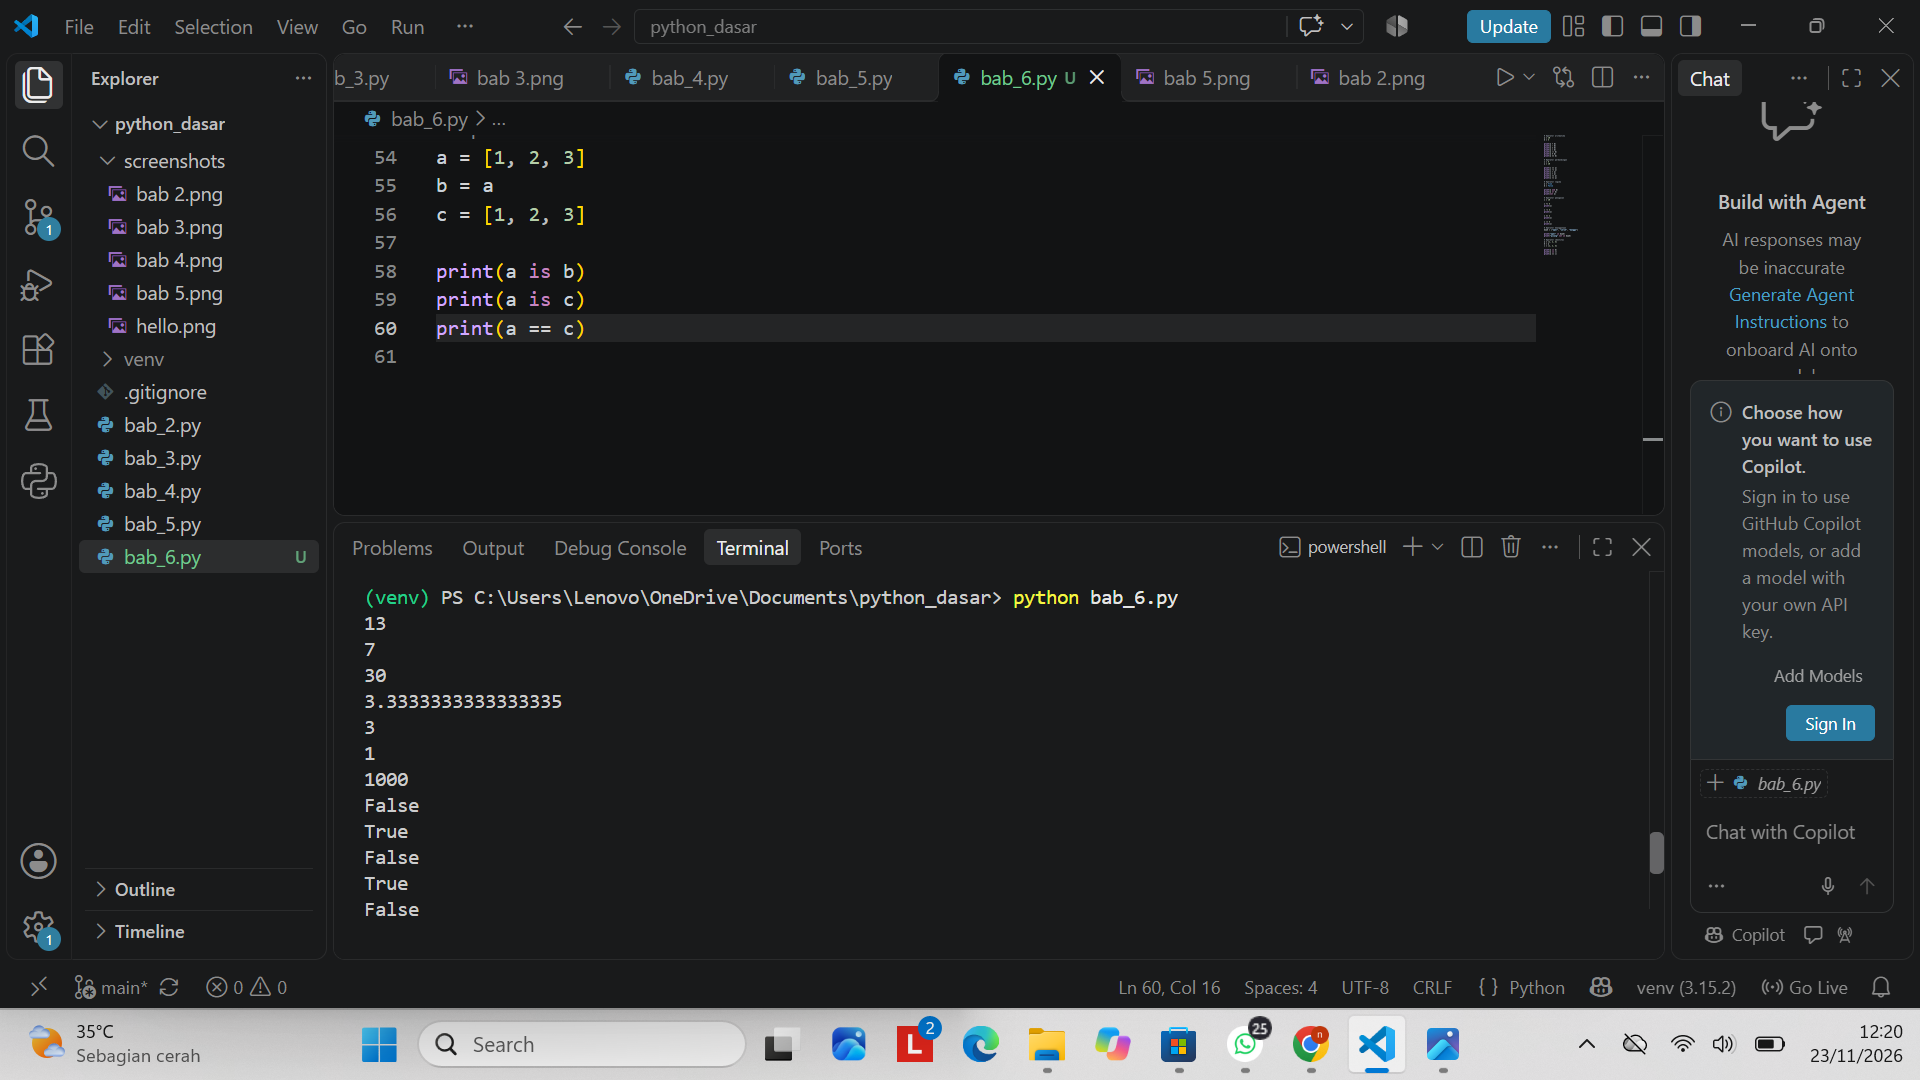 File Edit Selection View Go Run ...
python_dasar
Update
Explorer
python_dasar
screenshots
bab 2.png
bab 3.png
bab 4.png
bab 5.png
hello.png
venv
.gitignore
bab_2.py
bab_3.py
bab_4.py
bab_5.py
bab_6.py U
Outline
Timeline
1
1
b_3.py bab 3.png bab_4.py bab_5.py bab_6.py U bab 5.png bab 2.png
bab_6.py > ...
54 a = [1, 2, 3]
55 b = a
56 c = [1, 2, 3]
57
58 print(a is b)
59 print(a is c)
60 print(a == c)
61
Problems Output Debug Console Terminal Ports
powershell
(venv) PS C:\Users\Lenovo\OneDrive\Documents\python_dasar> python bab_6.py
13
7
30
3.3333333333333335
3
1
1000
False
True
False
True
False
Chat
Build with Agent
AI responses may
be inaccurate
Generate Agent
Instructions to
onboard AI onto
Choose how
you want to use
Copilot.
Sign in to use
GitHub Copilot
models, or add
a model with
your own API
key.
Add Models
Sign In
bab_6.py
Chat with Copilot
Copilot
main* 0 0
Ln 60, Col 16 Spaces: 4 UTF-8 CRLF { } Python venv (3.15.2) Go Live
35°C
Sebagian cerah
Search
L 2
25
n
12:20
23/11/2026